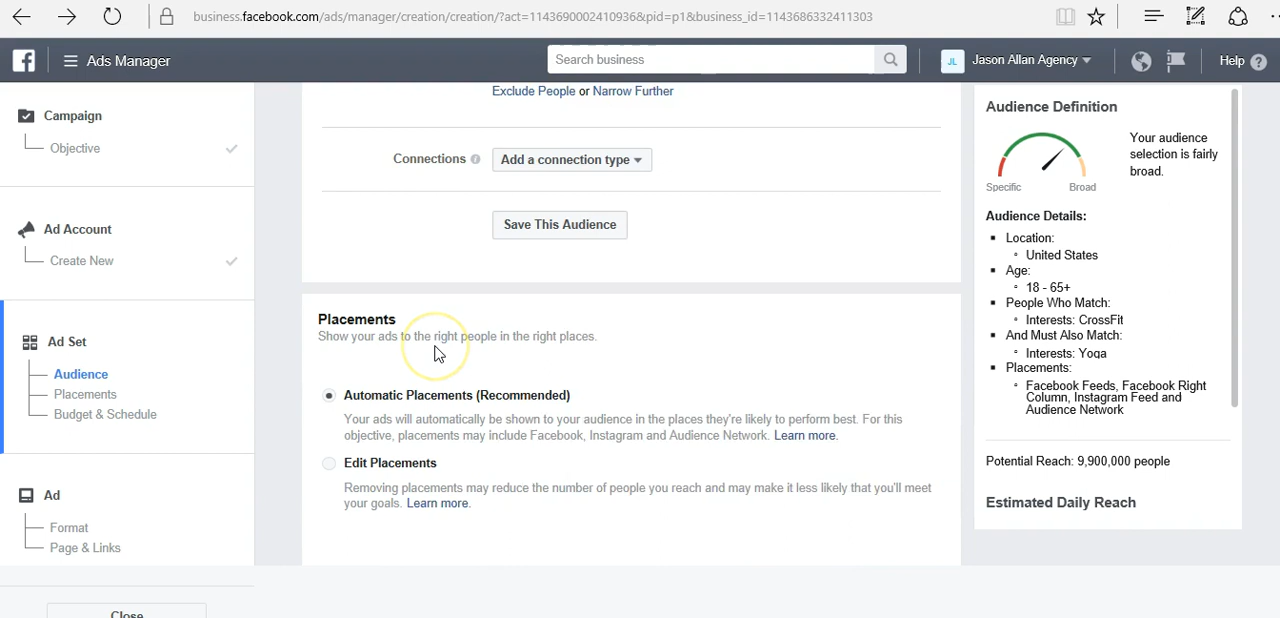 business.facebook.com/ads/manager/creation/creation/?act=1143690002410936&pid=p1&business_id=1143686332411303
f
Ads Manager
Search business
JL
Jason Allan Agency
Help ?
Campaign
Objective
Ad Account
Create New
Ad Set
Audience
Placements
Budget & Schedule
Ad
Format
Page & Links
Close
Exclude People or Narrow Further
Connections
Add a connection type
Save This Audience
Placements
Show your ads to the right people in the right places.
Automatic Placements (Recommended)
Your ads will automatically be shown to your audience in the places they're likely to perform best. For this
objective, placements may include Facebook, Instagram and Audience Network. Learn more.
Edit Placements
Removing placements may reduce the number of people you reach and may make it less likely that you'll meet
your goals. Learn more.
Audience Definition
Specific
Broad
Your audience
selection is fairly
broad.
Audience Details:
Location:
United States
Age:
18 - 65+
People Who Match:
Interests: CrossFit
And Must Also Match:
Interests: Yoga
Placements:
Facebook Feeds, Facebook Right
Column, Instagram Feed and
Audience Network
Potential Reach: 9,900,000 people
Estimated Daily Reach